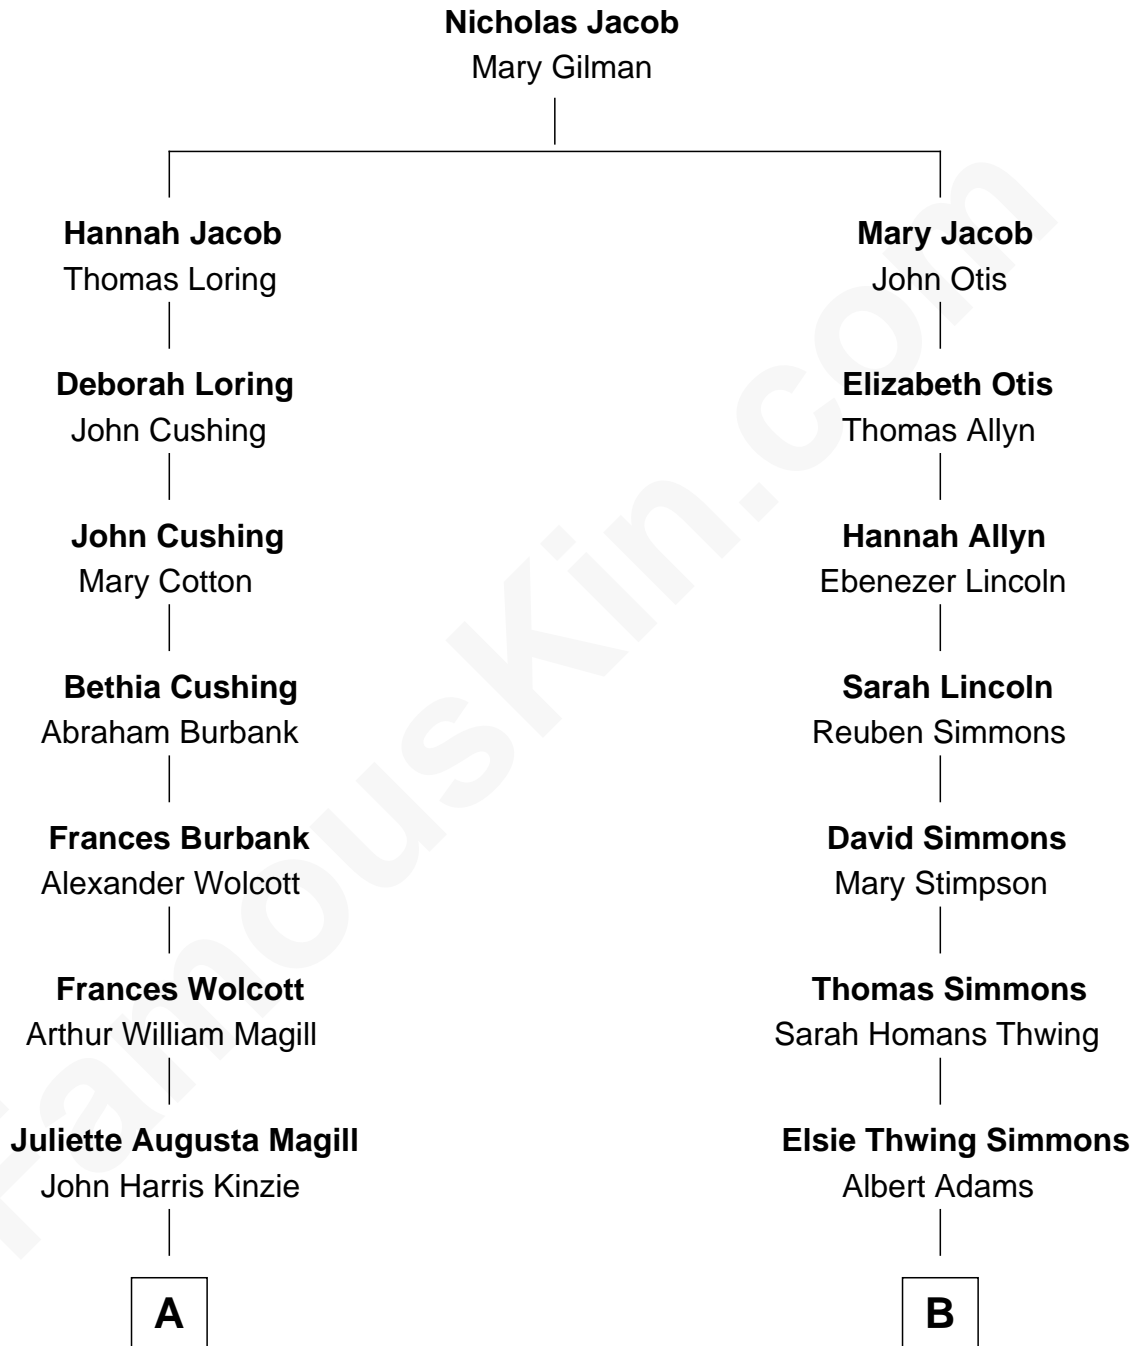 Nicholas Jacob
Mary Gilman
Hannah Jacob
Thomas Loring
Mary Jacob
John Otis
Deborah Loring
John Cushing
Elizabeth Otis
Thomas Allyn
John Cushing
Mary Cotton
Hannah Allyn
Ebenezer Lincoln
Bethia Cushing
Abraham Burbank
Sarah Lincoln
Reuben Simmons
Frances Burbank
Alexander Wolcott
David Simmons
Mary Stimpson
Frances Wolcott
Arthur William Magill
Thomas Simmons
Sarah Homans Thwing
Juliette Augusta Magill
John Harris Kinzie
Elsie Thwing Simmons
Albert Adams
A
B
FamousKin.com